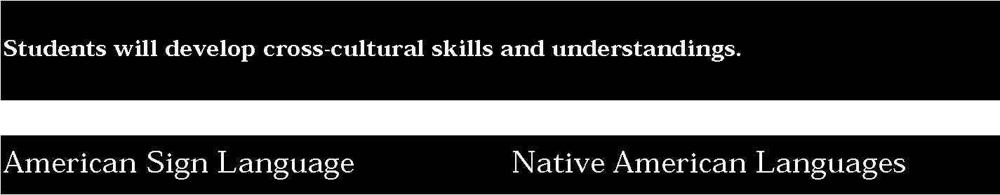 Students will develop cross-cultural skills and understandings.
American Sign Language Native American Languages